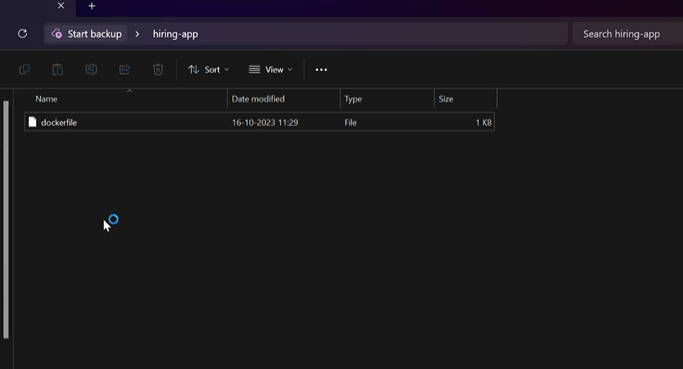 Start backup > hiring-app Search hiring-app
Sort View ...
Name Date modified Type Size
dockerfile 16-10-2023 11:29 File 1 KB